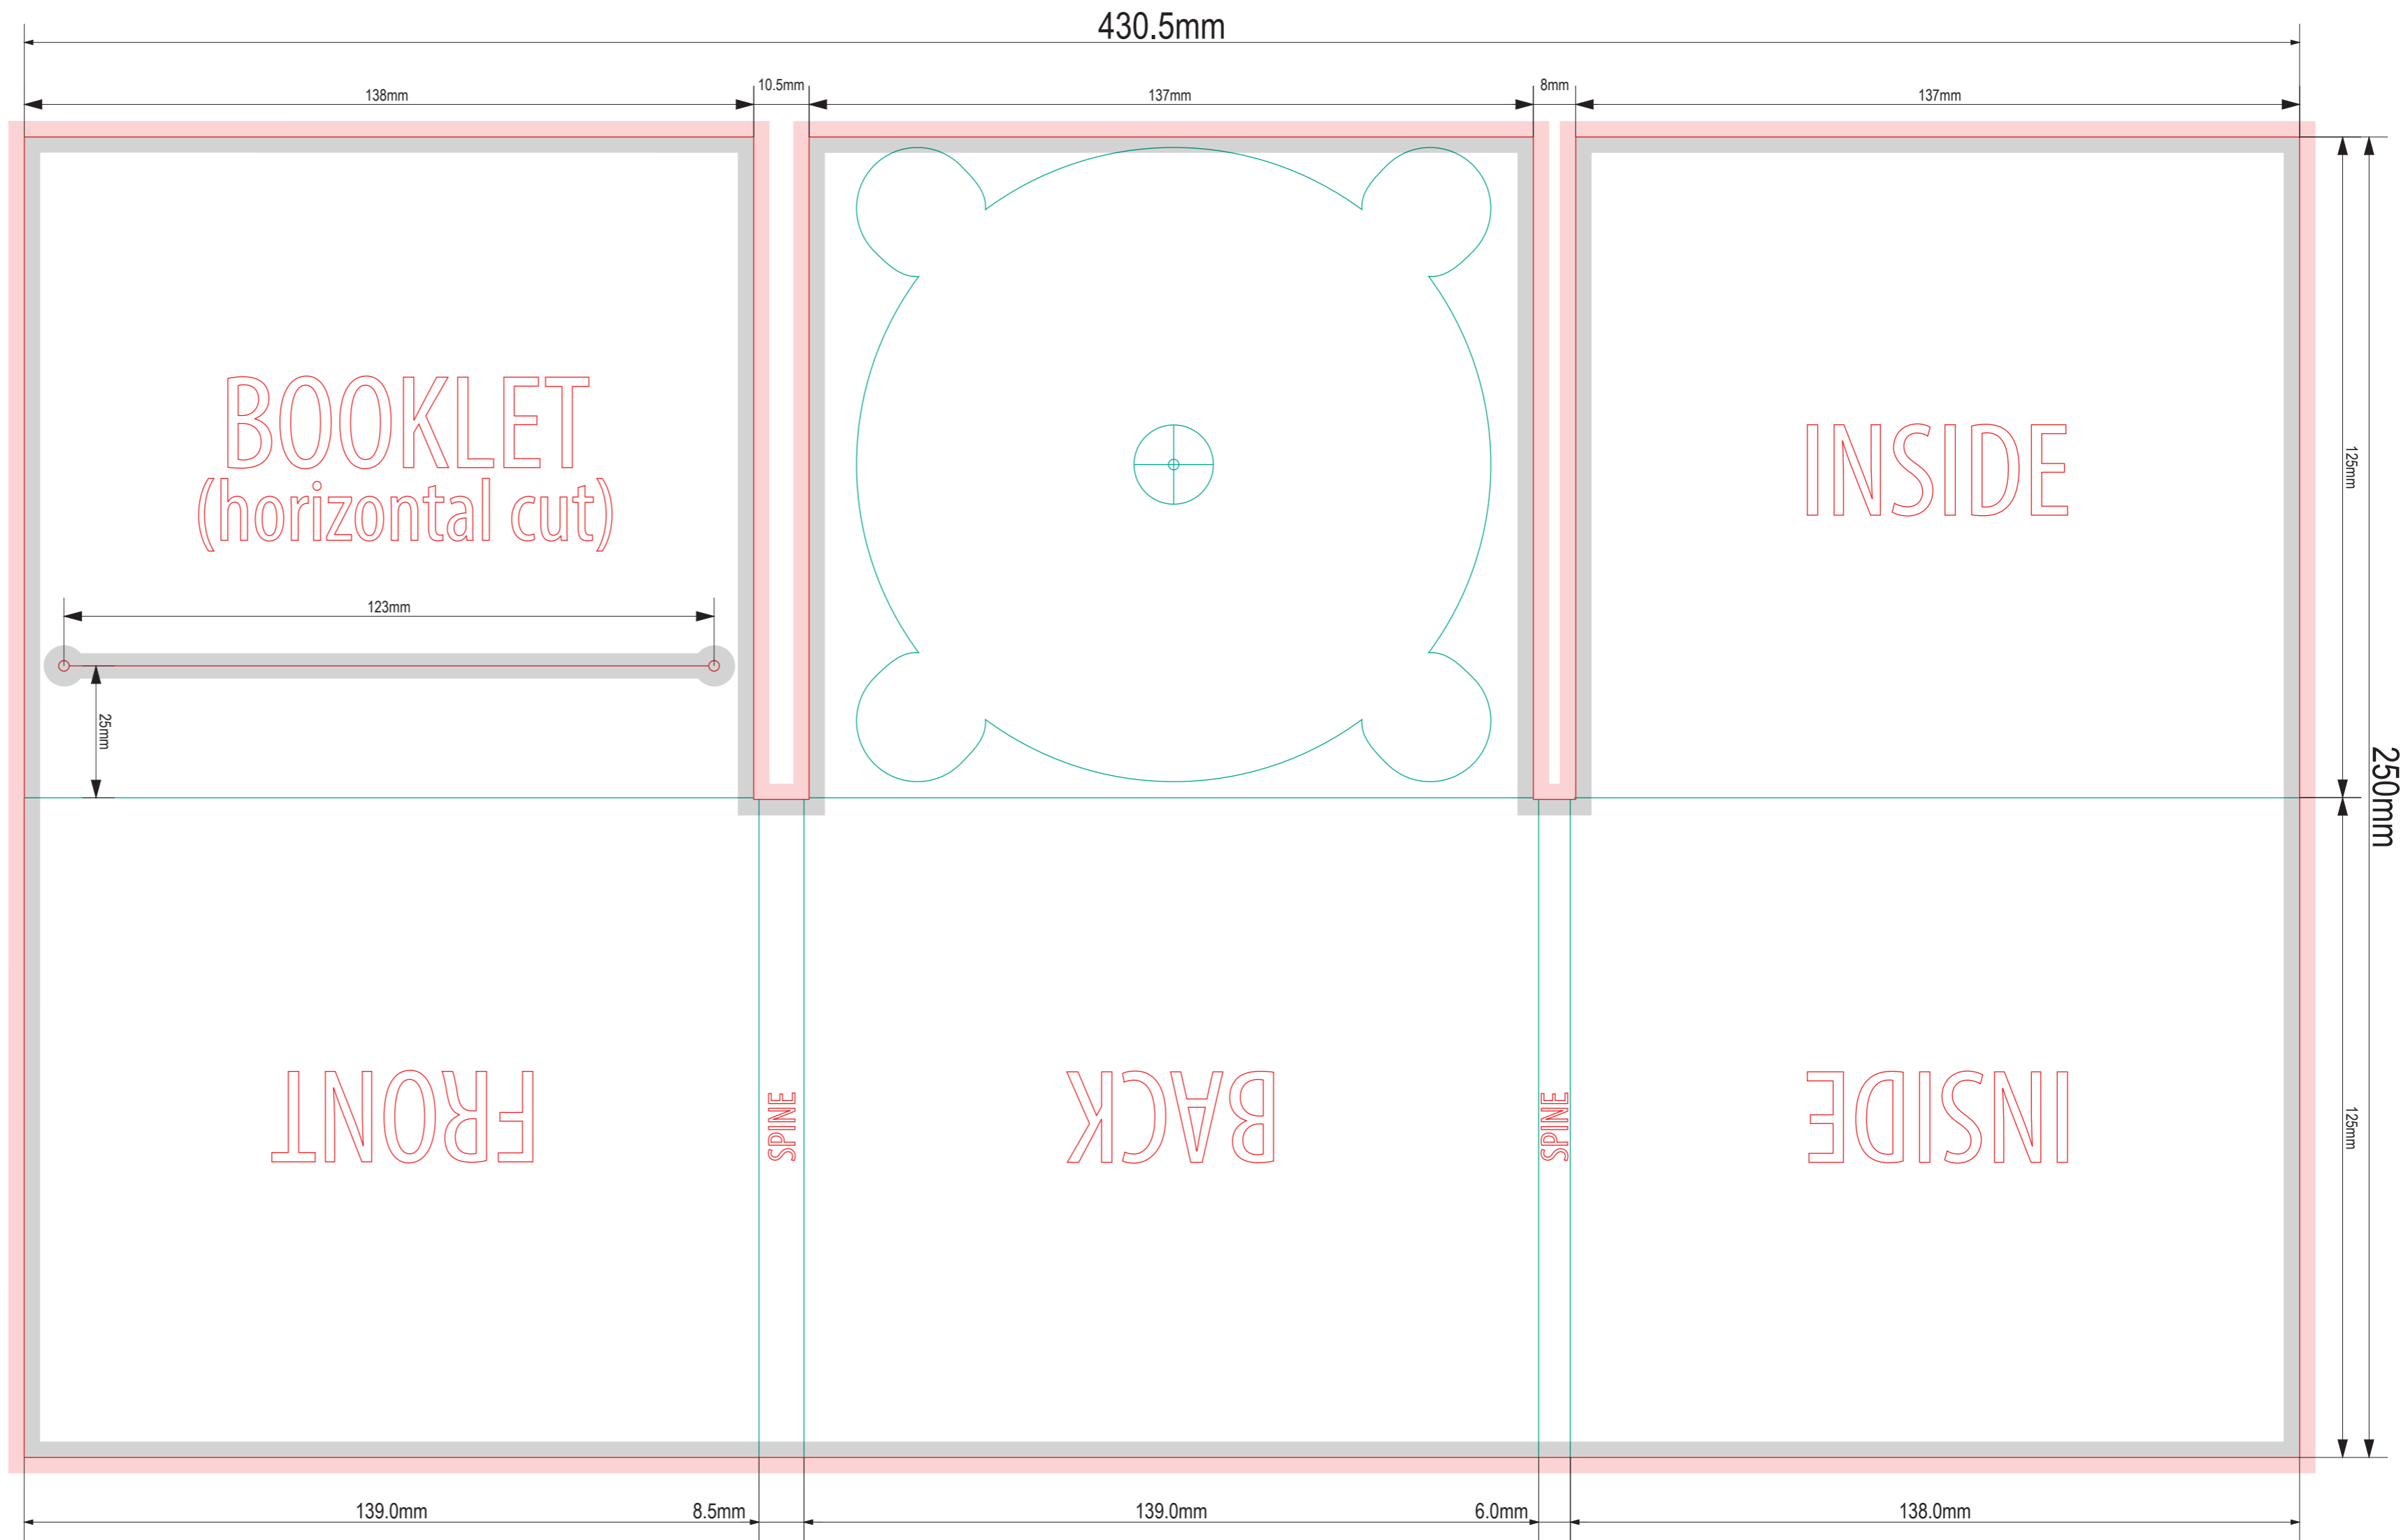 430.5mm
138mm
10.5mm
137mm
8mm
137mm
BOOKLET
(horizontal cut)
INSIDE
125mm
123mm
25mm
250mm
FRONT
SPINE
BACK
SPINE
INSIDE
125mm
139.0mm
8.5mm
139.0mm
6.0mm
138.0mm